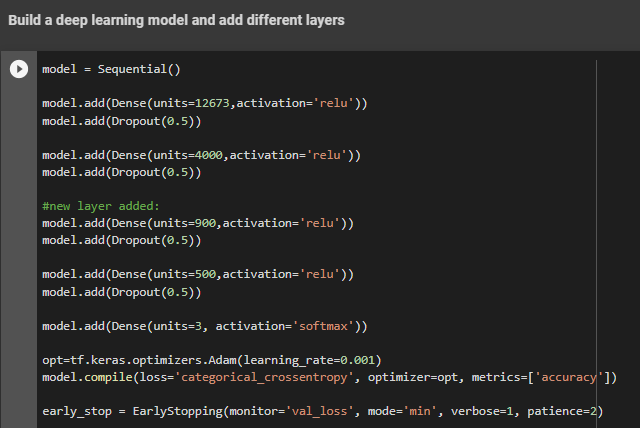 Build a deep learning model and add different layers
model = Sequential()
model.add(Dense(units=12673,activation='relu'))
model.add(Dropout(0.5))
model.add(Dense(units=4000,activation='relu'))
model.add(Dropout(0.5))
#new layer added:
model.add(Dense(units=900,activation='relu'))
model.add(Dropout(0.5))
model.add(Dense(units=500,activation='relu'))
model.add(Dropout(0.5))
model.add(Dense(units=3, activation='softmax'))
opt=tf.keras.optimizers.Adam(learning_rate=0.001)
model.compile(loss='categorical_crossentropy', optimizer=opt, metrics=['accuracy'])
early_stop = EarlyStopping(monitor='val_loss', mode='min', verbose=1, patience=2)